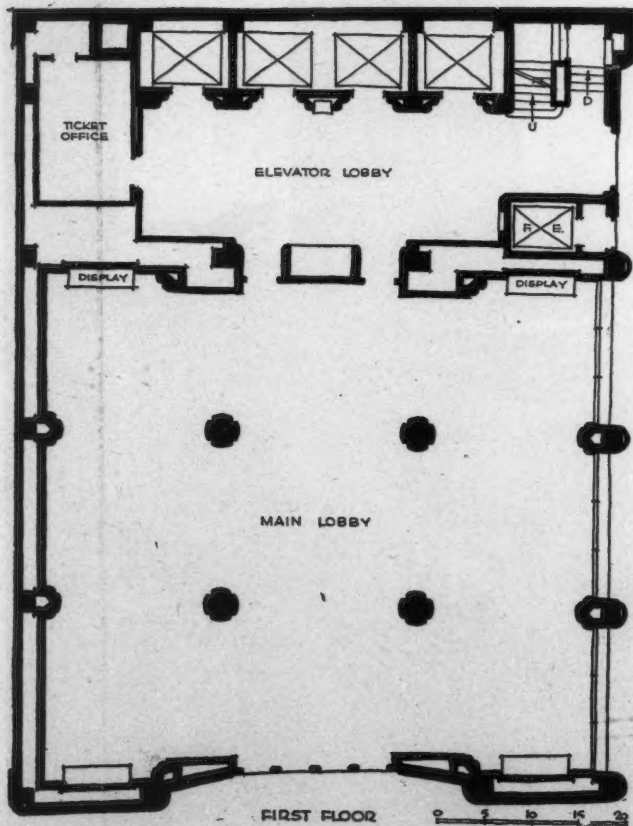 TICKET
OFFICE
U
D
ELEVATOR LOBBY
F. E.
DISPLAY
DISPLAY
MAIN LOBBY
FIRST FLOOR
0 5 10 15 20